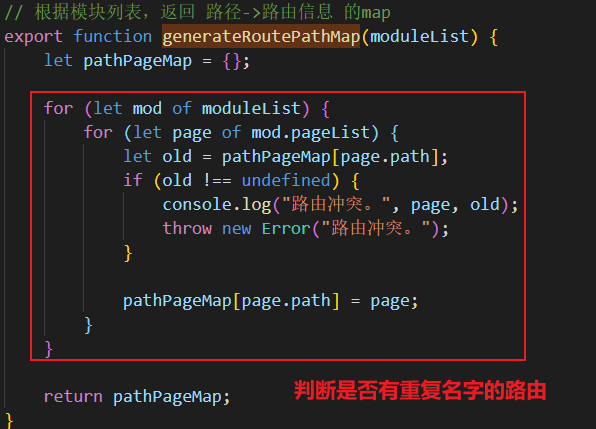 // 根据模块列表，返回 路径->路由信息 的map
export function generateRoutePathMap(moduleList) {
    let pathPageMap = {};

    for (let mod of moduleList) {
        for (let page of mod.pageList) {
            let old = pathPageMap[page.path];
            if (old !== undefined) {
                console.log("路由冲突。", page, old);
                throw new Error("路由冲突。");
            }

            pathPageMap[page.path] = page;
        }
    }

    return pathPageMap;
判断是否有重复名字的路由
}